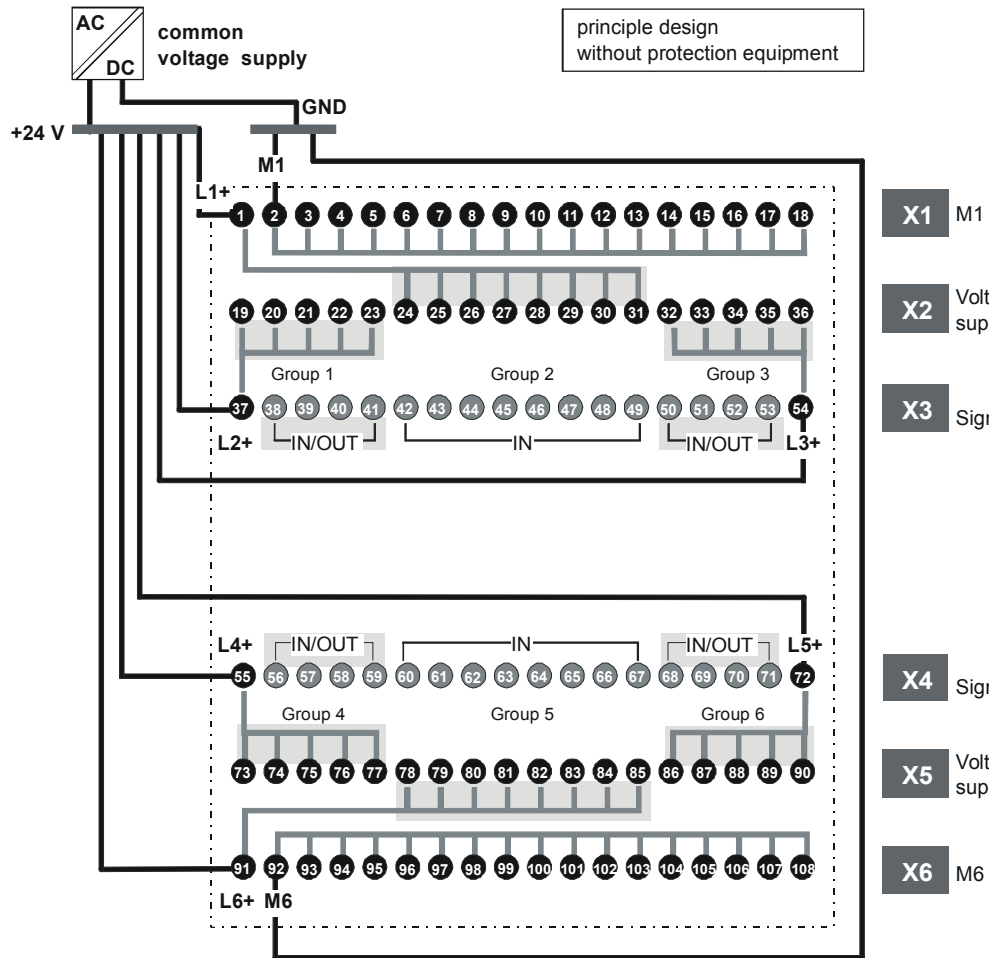 AC
DC
common
voltage supply
principle design
without protection equipment
GND
+24 V
M1
L1+
1 2 3 4 5 6 7 8 9 10 11 12 13 14 15 16 17 18
X1 M1
19 20 21 22 23 24 25 26 27 28 29 30 31 32 33 34 35 36
X2 Volt
sup
Group 1 Group 2 Group 3
37 38 39 40 41 42 43 44 45 46 47 48 49 50 51 52 53 54
X3 Sign
L2+ IN/OUT IN IN/OUT L3+
L4+ IN/OUT IN IN/OUT L5+
55 56 57 58 59 60 61 62 63 64 65 66 67 68 69 70 71 72
X4 Sign
Group 4 Group 5 Group 6
73 74 75 76 77 78 79 80 81 82 83 84 85 86 87 88 89 90
X5 Volt
sup
91 92 93 94 95 96 97 98 99 100 101 102 103 104 105 106 107 108
X6 M6
L6+ M6